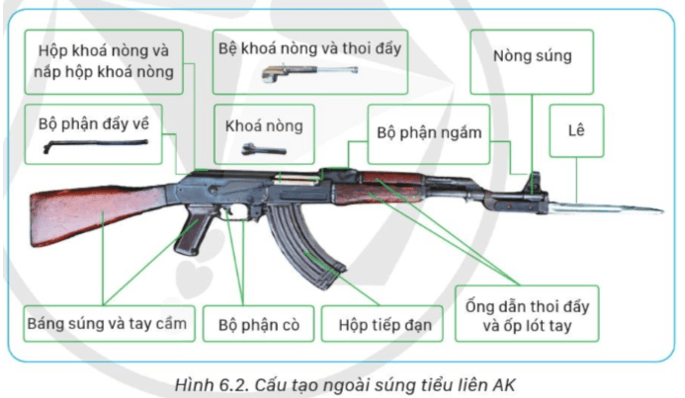 Hộp khoá nòng và
nắp hộp khoá nòng
Bệ khoá nòng và thoi đẩy
Nòng súng
Bộ phận đẩy về
Khoá nòng
Bộ phận ngắm
Lê
Báng súng và tay cầm
Bộ phận cò
Hộp tiếp đạn
Ống dẫn thoi đẩy
và ốp lót tay
Hình 6.2. Cấu tạo ngoài súng tiểu liên AK